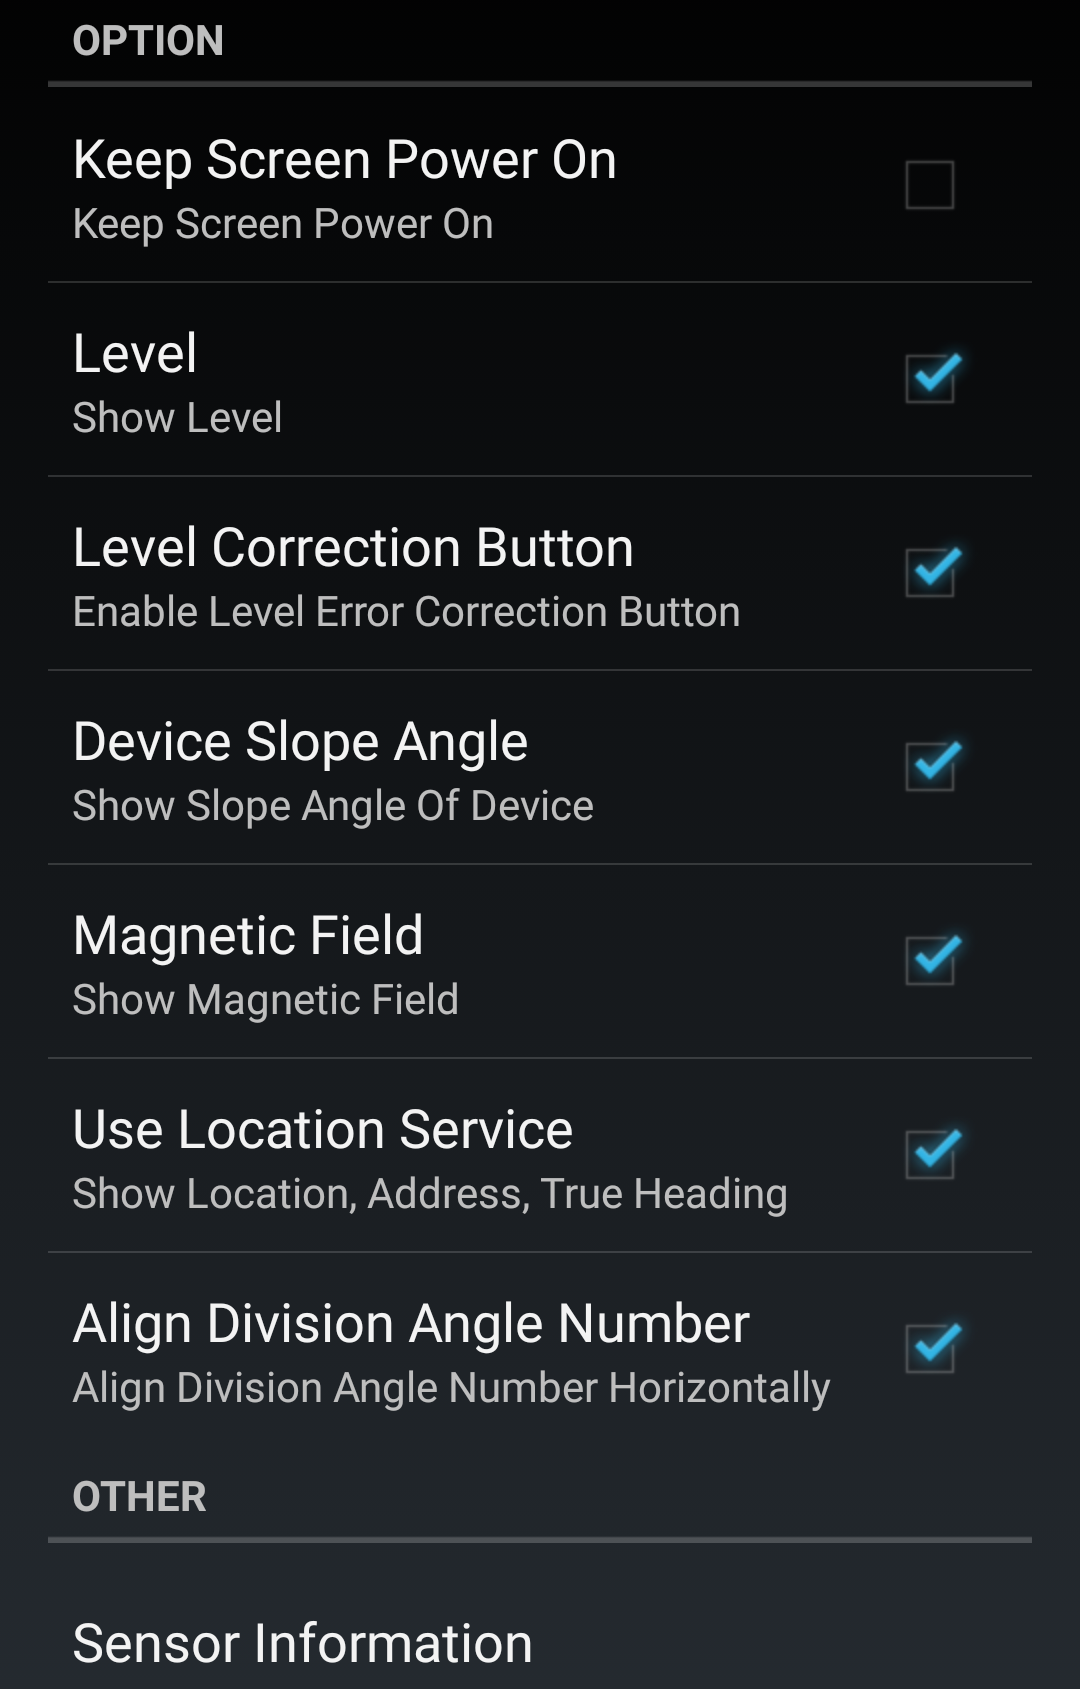 OPTION
Keep Screen Power On
Keep Screen Power On
Level
Show Level
Level Correction Button
Enable Level Error Correction Button
Device Slope Angle
Show Slope Angle Of Device
Magnetic Field
Show Magnetic Field
Use Location Service
Show Location, Address, True Heading
Align Division Angle Number
Align Division Angle Number Horizontally
OTHER
Sensor Information